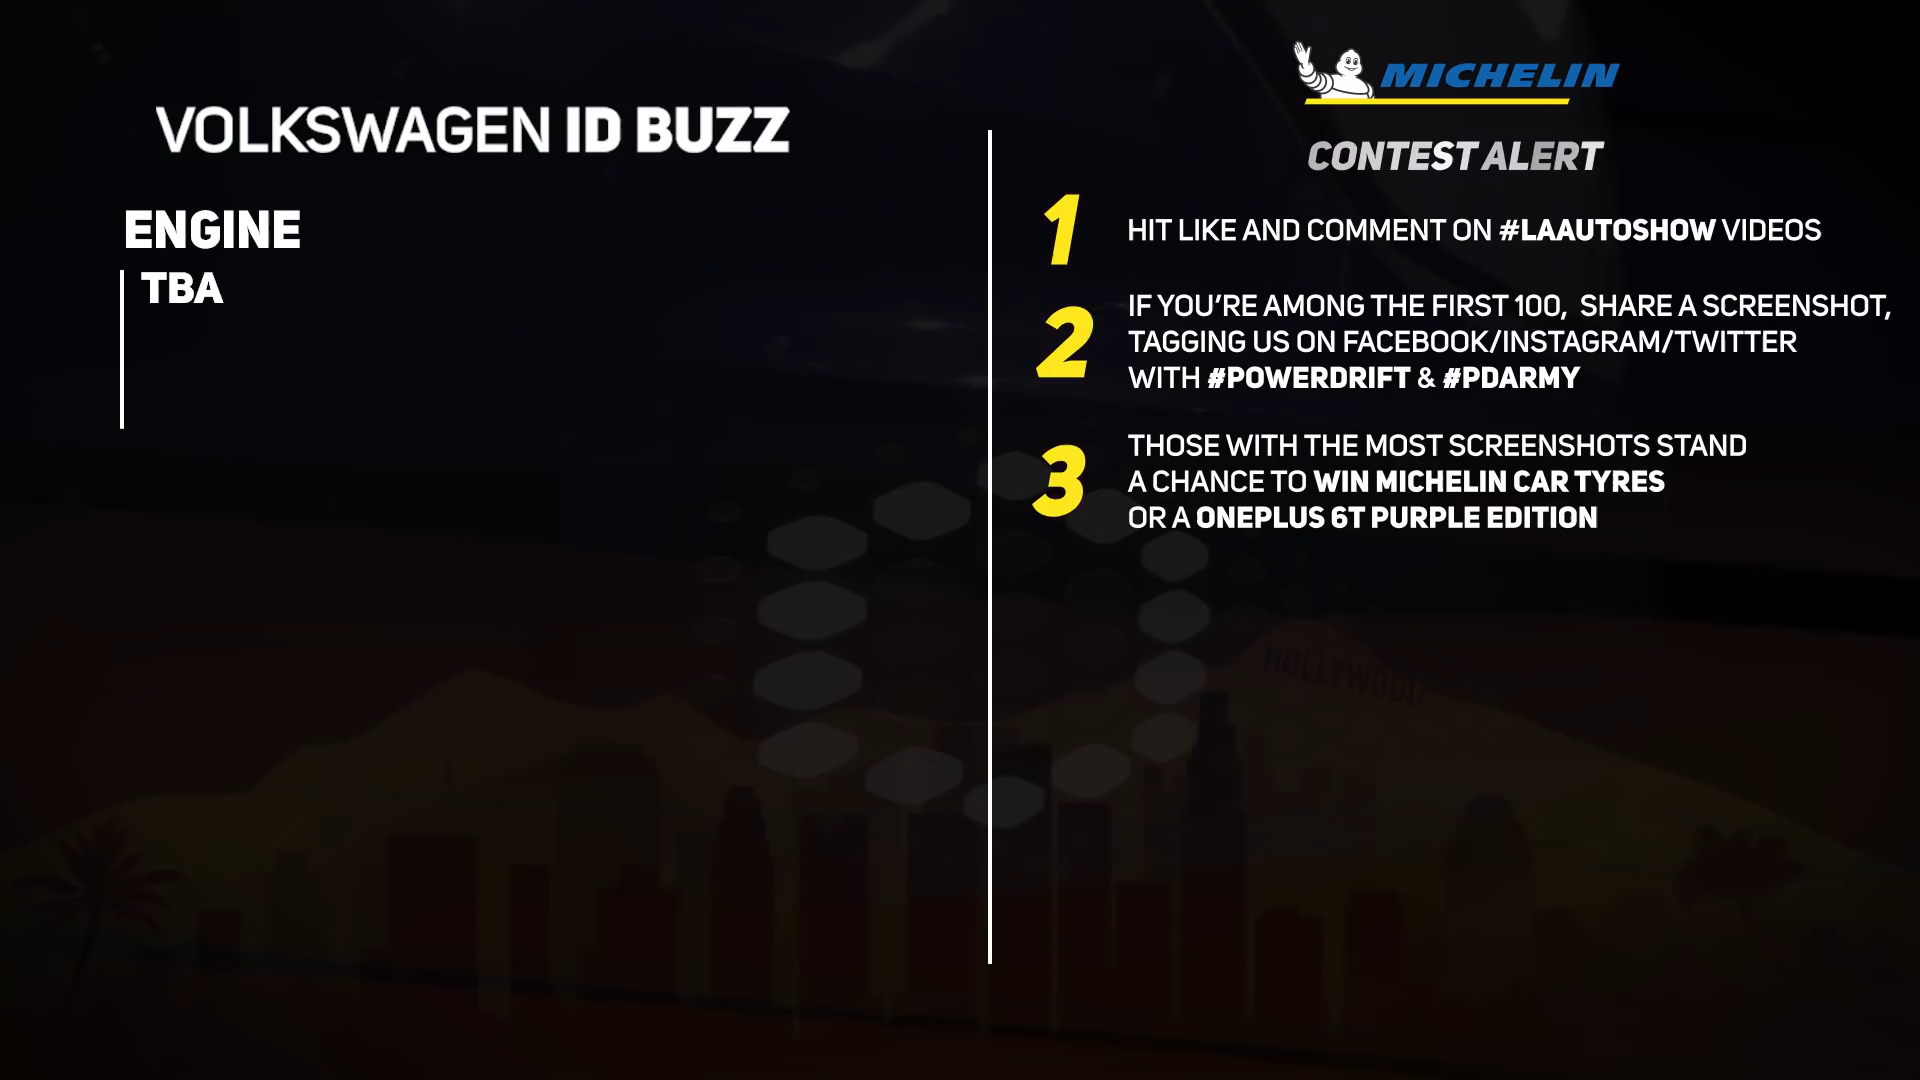 VOLKSWAGEN ID BUZZ
ENGINE
TBA
MICHELIN
CONTEST ALERT
1 HIT LIKE AND COMMENT ON #LAAUTOSHOW VIDEOS
2 IF YOU'RE AMONG THE FIRST 100, SHARE A SCREENSHOT,
TAGGING US ON FACEBOOK/INSTAGRAM/TWITTER
WITH #POWERDRIFT & #PDARMY
3 THOSE WITH THE MOST SCREENSHOTS STAND
A CHANCE TO WIN MICHELIN CAR TYRES
OR A ONEPLUS 6T PURPLE EDITION
HOLLYWOOD